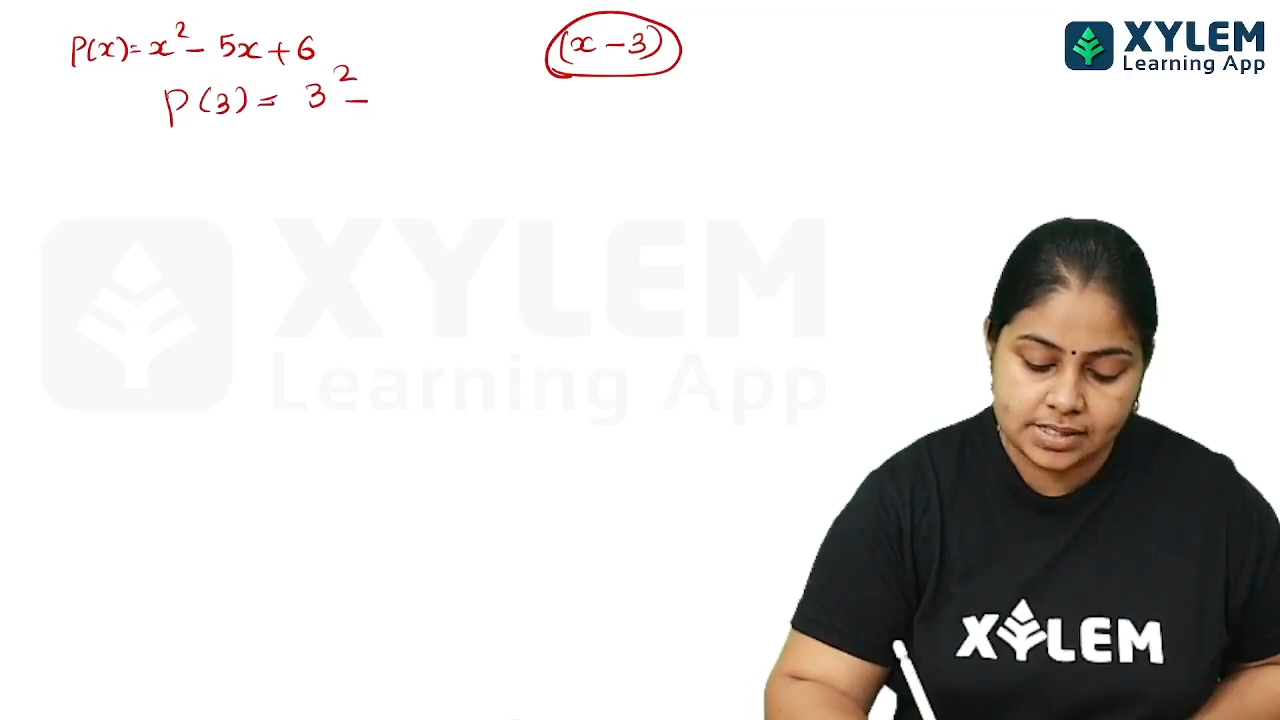 P(x)= x² - 5x + 6
(x - 3)
P(3) = 3² -
XYLEM
Learning App
XYLEM
Learning App
XYLEM